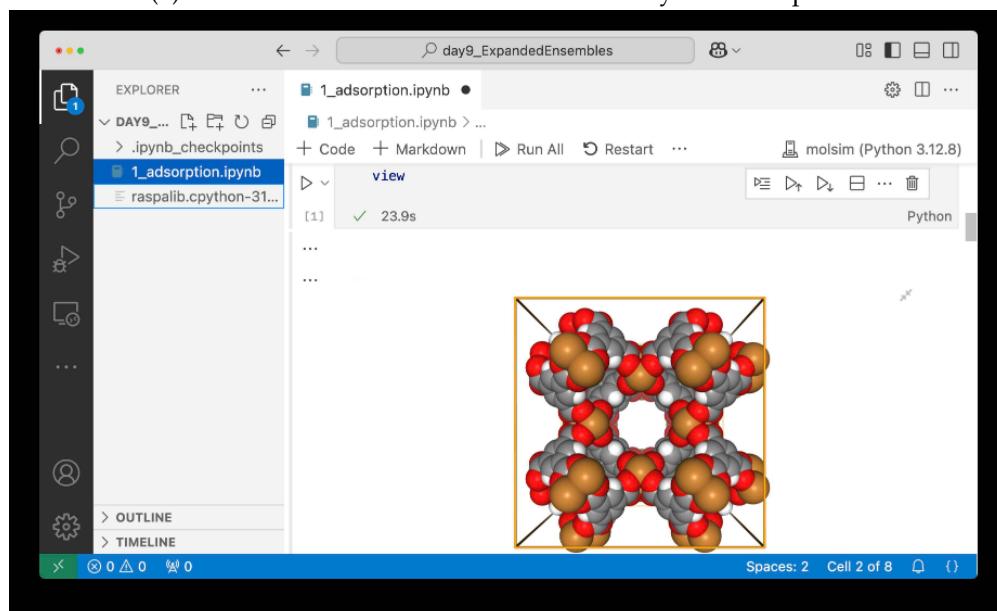 day9_ExpandedEnsembles
EXPLORER
1_adsorption.ipynb
DAY9_...
1_adsorption.ipynb > ...
.ipynb_checkpoints
Code Markdown Run All Restart ... molsim (Python 3.12.8)
1_adsorption.ipynb
raspalib.cpython-31...
view
[1] 23.9s Python
...
...
OUTLINE
TIMELINE
0 0 0 Spaces: 2 Cell 2 of 8 {}
1